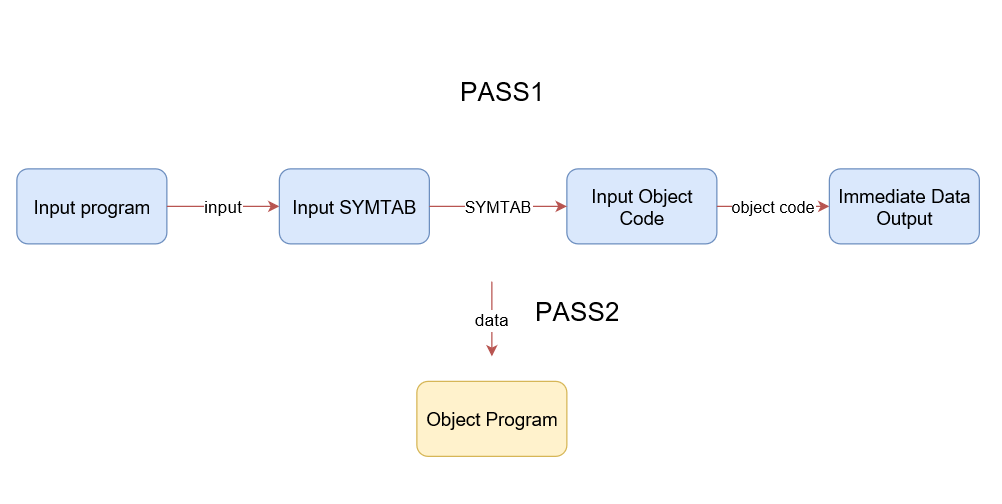 PASS1
Input program
input
Input SYMTAB
SYMTAB
Input Object
Code
object code
Immediate Data
Output
data
PASS2
Object Program